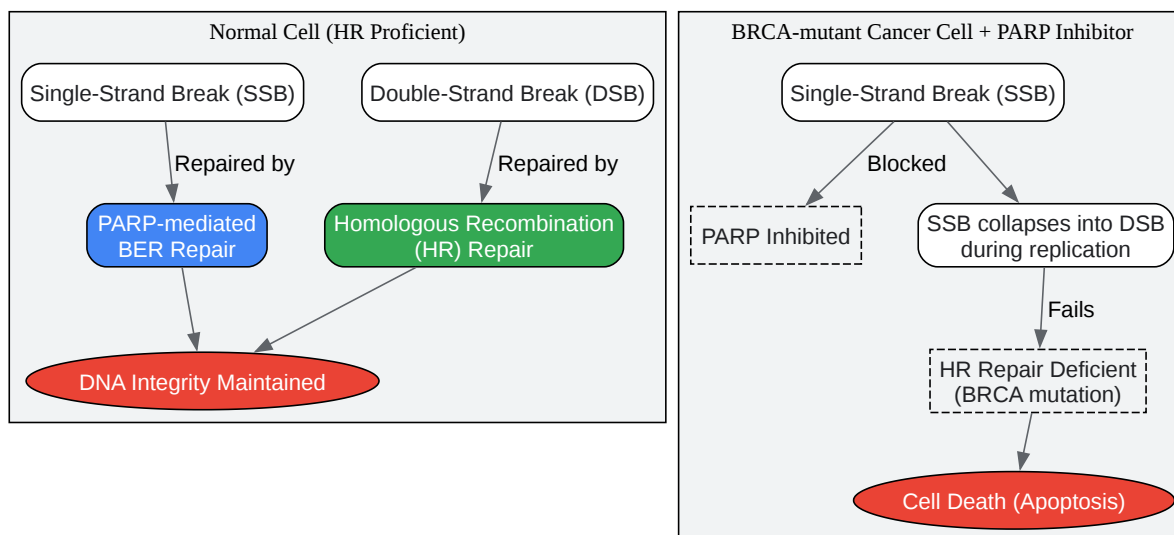 Normal Cell (HR Proficient)
Single-Strand Break (SSB)
Double-Strand Break (DSB)
Repaired by
Repaired by
PARP-mediated
BER Repair
Homologous Recombination
(HR) Repair
DNA Integrity Maintained
BRCA-mutant Cancer Cell + PARP Inhibitor
Single-Strand Break (SSB)
Blocked
PARP Inhibited
SSB collapses into DSB
during replication
Fails
HR Repair Deficient
(BRCA mutation)
Cell Death (Apoptosis)